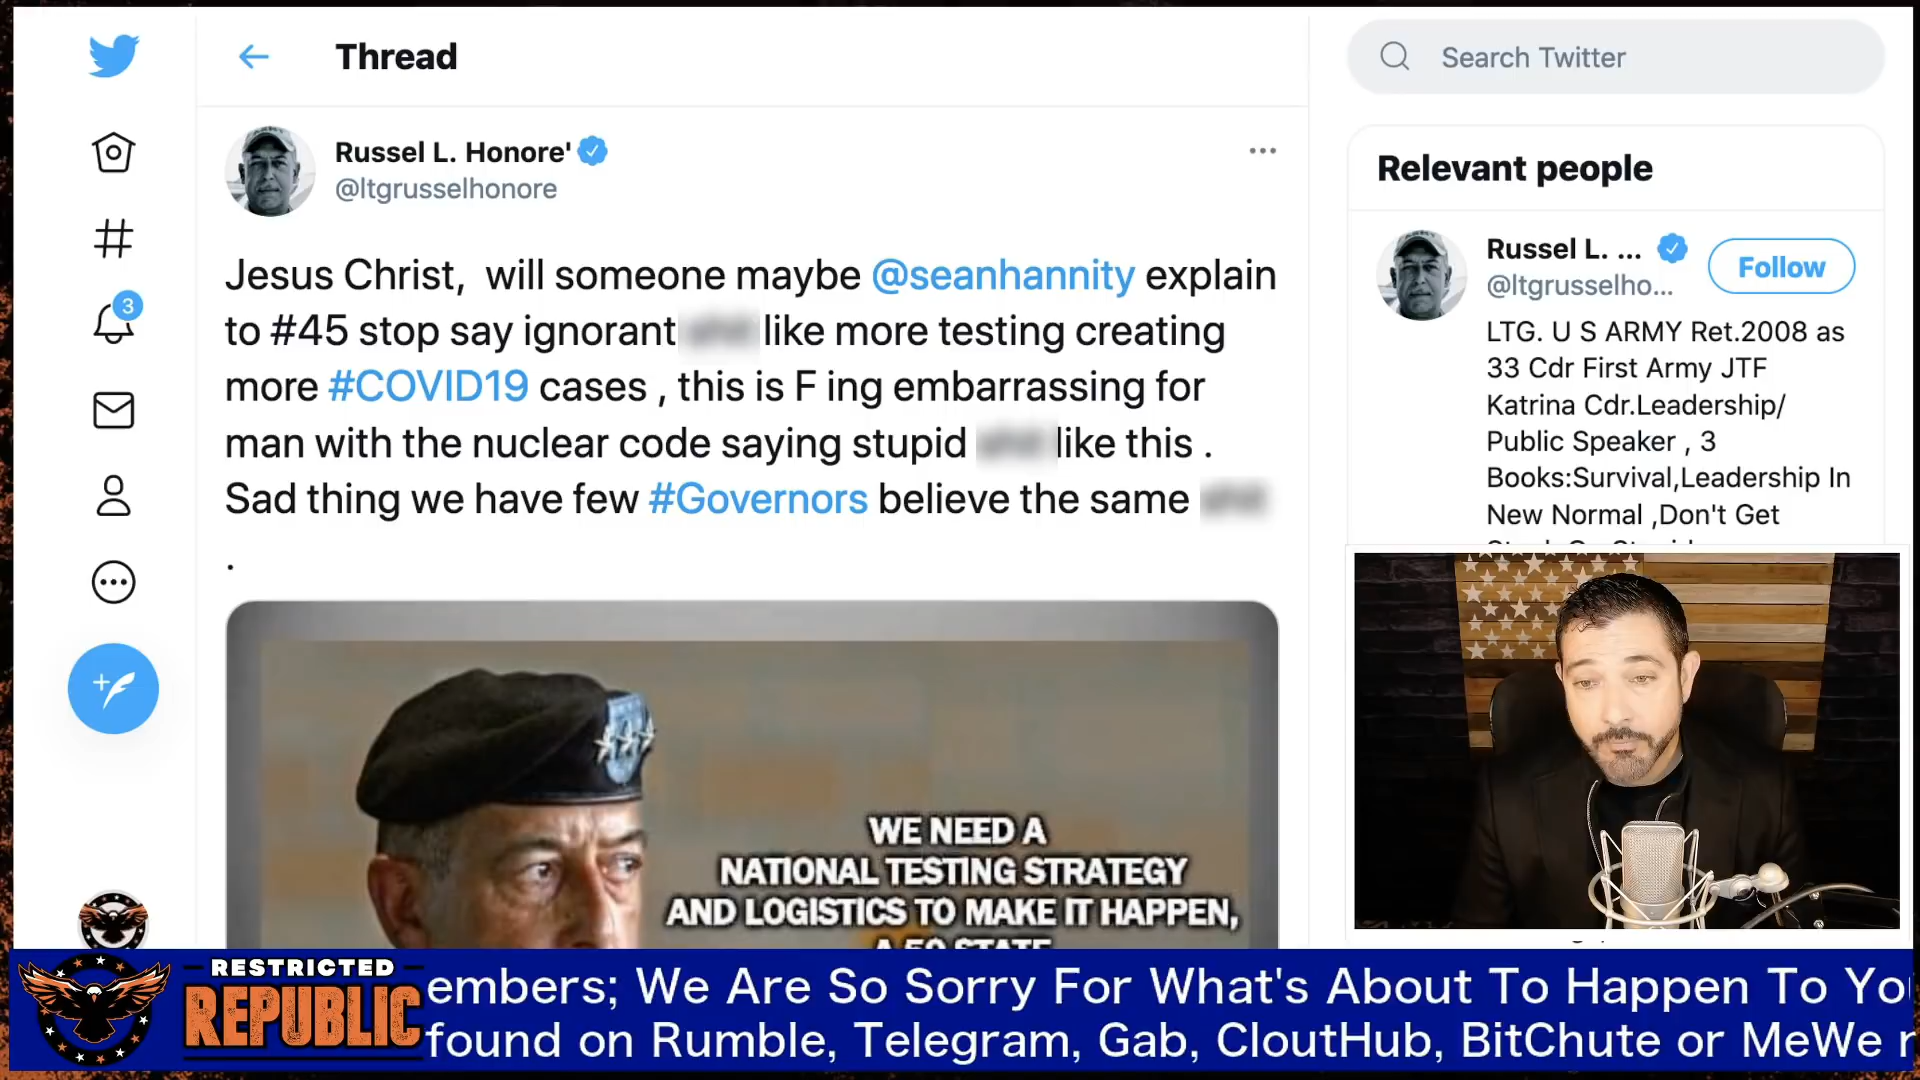 Thread
Search Twitter
Russel L. Honore'
@ltgrusselhonore
Jesus Christ,  will someone maybe @seanhannity explain
to #45 stop say ignorant like more testing creating
more #COVID19 cases , this is F ing embarrassing for
man with the nuclear code saying stupid like this .
Sad thing we have few #Governors believe the same
.
3
WE NEED A
NATIONAL TESTING STRATEGY
AND LOGISTICS TO MAKE IT HAPPEN,
A 50 STATE
Relevant people
Russel L. ...
@ltgrusselho...
Follow
LTG. U S ARMY Ret.2008 as
33 Cdr First Army JTF
Katrina Cdr.Leadership/
Public Speaker , 3
Books:Survival,Leadership In
New Normal ,Don't Get
RESTRICTED
REPUBLIC
embers; We Are So Sorry For What's About To Happen To Yo
found on Rumble, Telegram, Gab, CloutHub, BitChute or MeWe